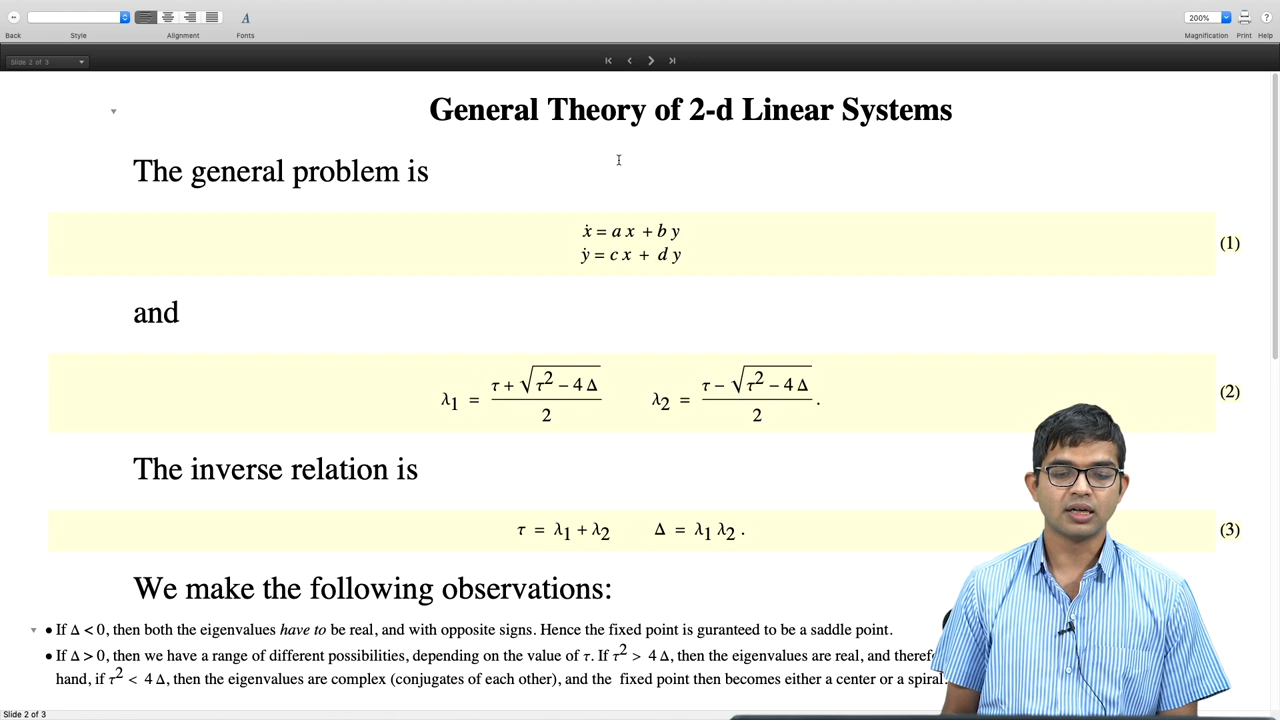 200%
Back Style Alignment Fonts Magnification Print Help
Slide 2 of 3
General Theory of 2-d Linear Systems
The general problem is
ẋ = a x + b y
ẏ = c x + d y
(1)
and
λ1 = (τ + √(τ² − 4 Δ)) / 2 λ2 = (τ − √(τ² − 4 Δ)) / 2 .
(2)
The inverse relation is
τ = λ1 + λ2 Δ = λ1 λ2 .
(3)
We make the following observations:
• If Δ < 0, then both the eigenvalues have to be real, and with opposite signs. Hence the fixed point is guranteed to be a saddle point.
• If Δ > 0, then we have a range of different possibilities, depending on the value of τ. If τ² > 4 Δ, then the eigenvalues are real, and
hand, if τ² < 4 Δ, then the eigenvalues are complex (conjugates of each other), and the fixed point then becomes either a center or a spiral.
Slide 2 of 3